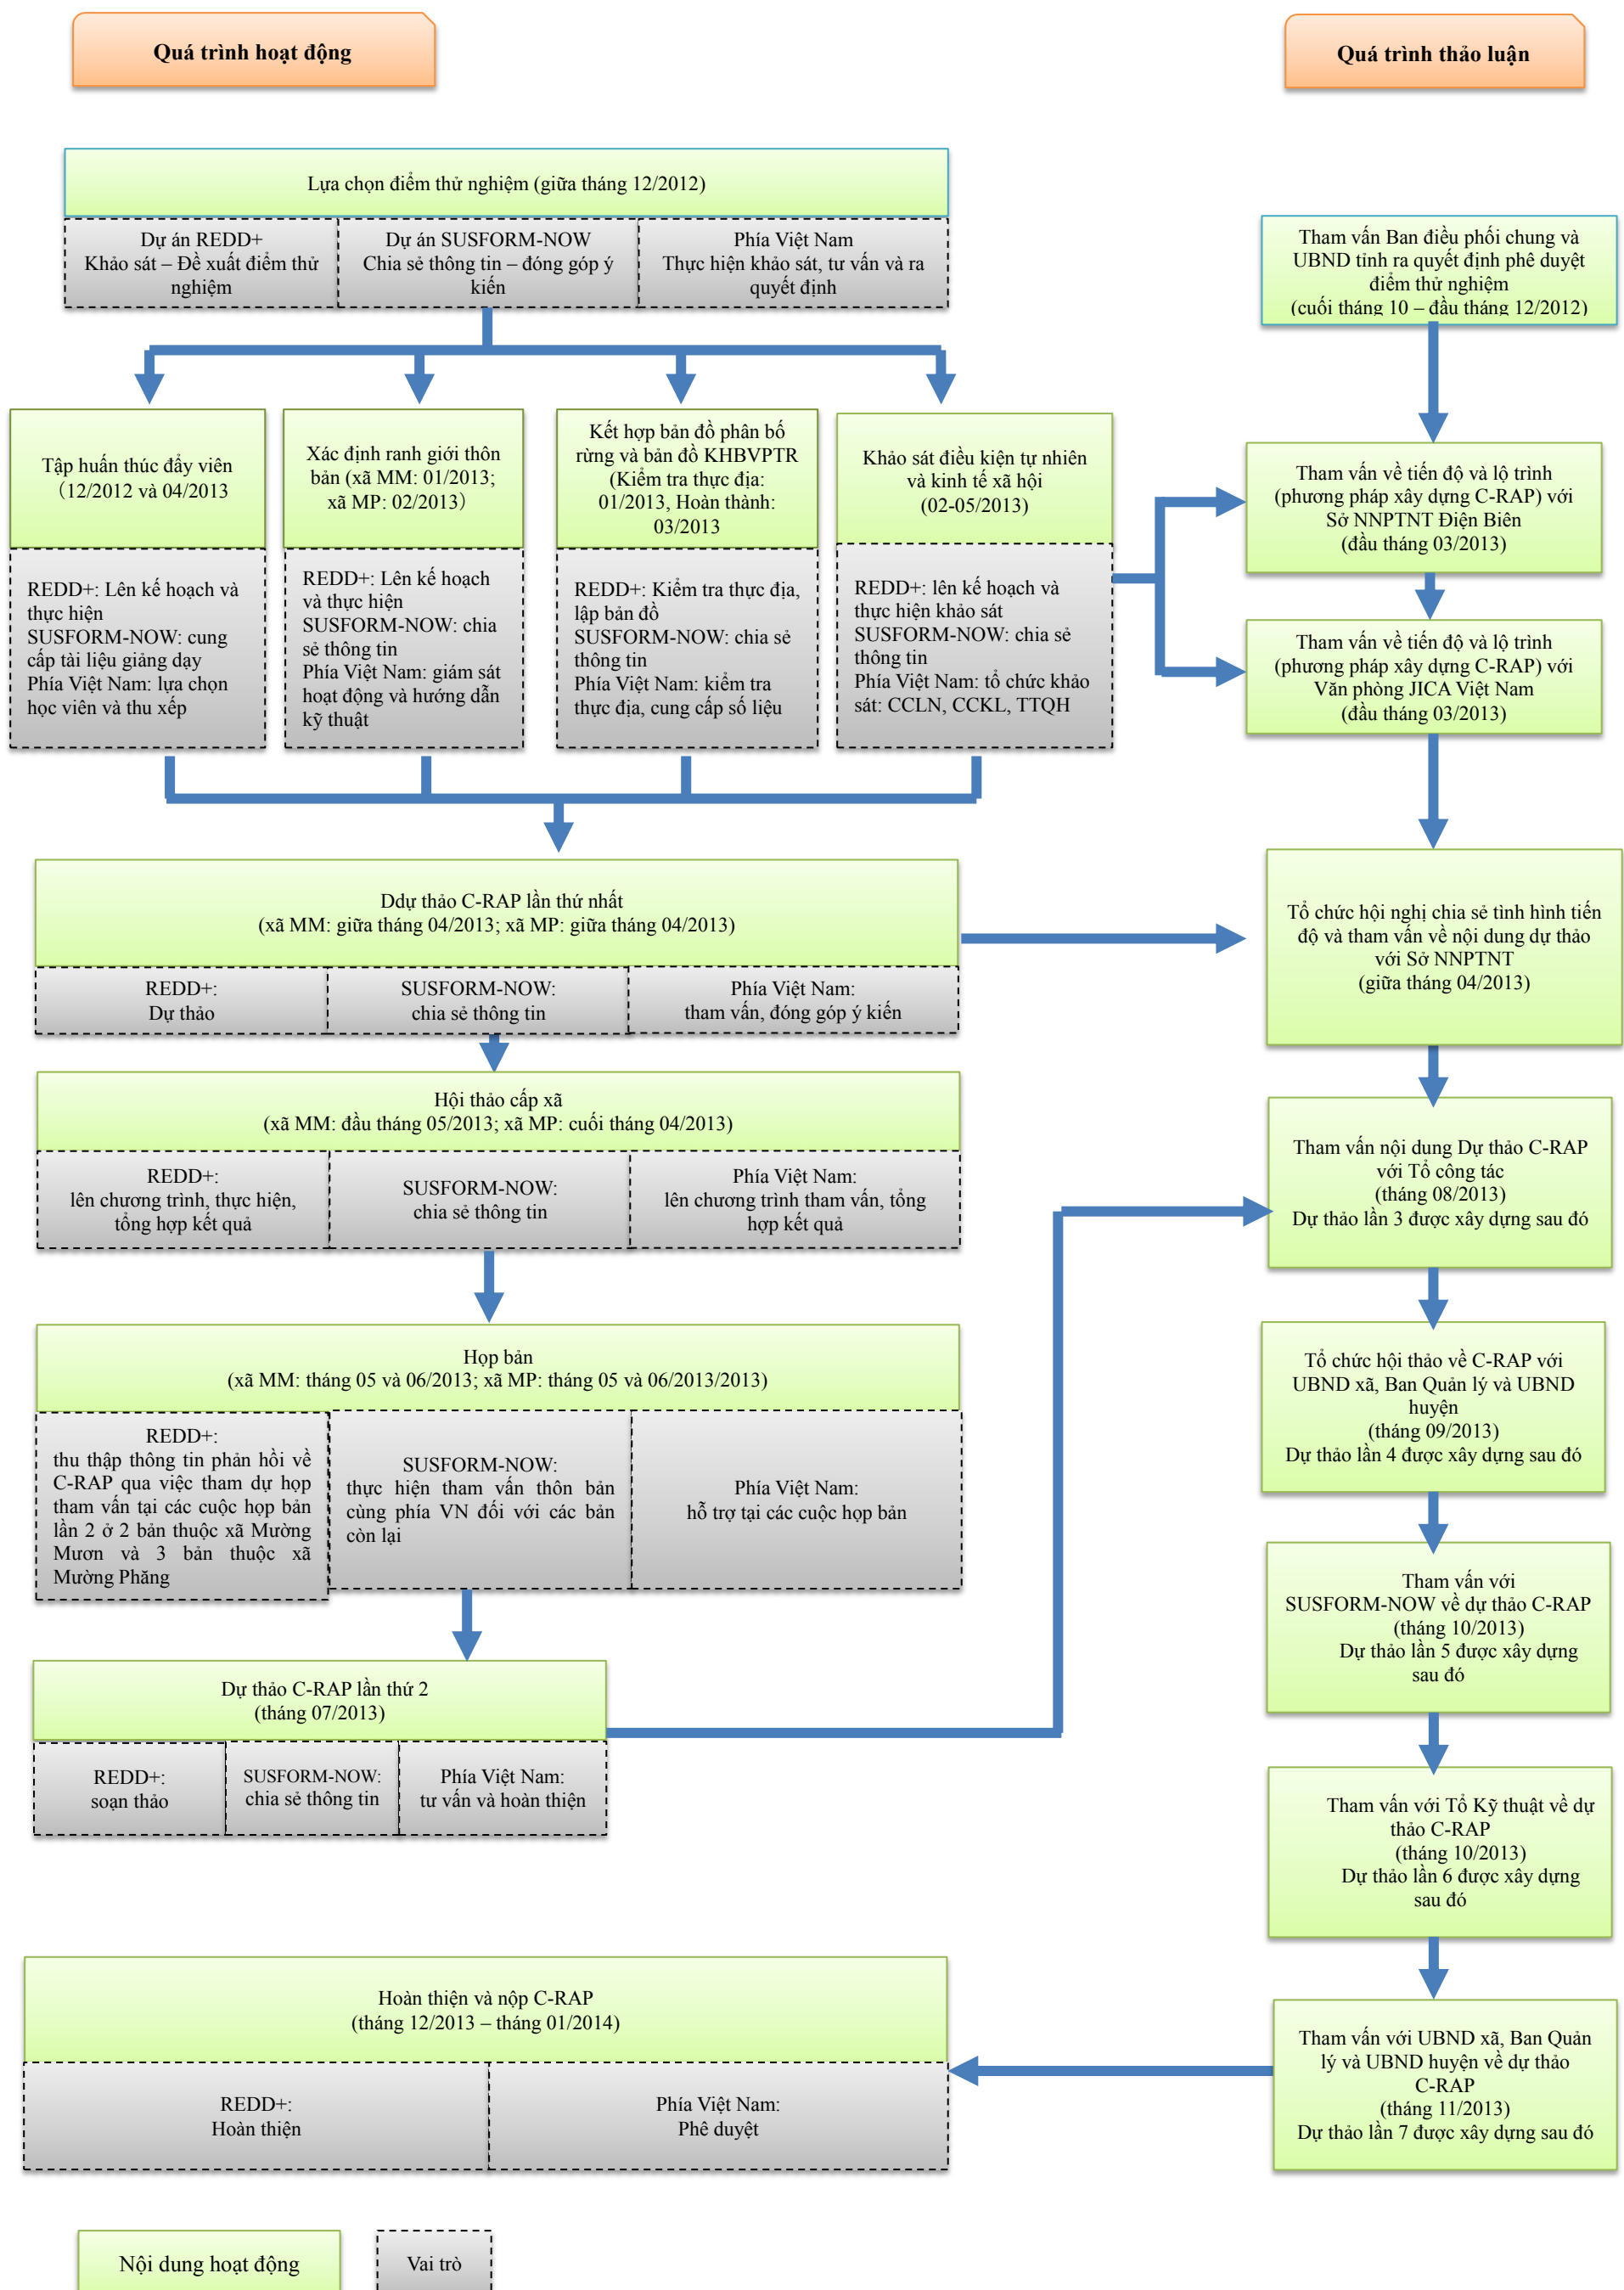 Quá trình hoạt động
Quá trình thảo luận
Lựa chọn điểm thử nghiệm (giữa tháng 12/2012)
Dự án REDD+
Khảo sát – Đề xuất điểm thử
nghiệm
Dự án SUSFORM-NOW
Chia sẻ thông tin – đóng góp ý
kiến
Phía Việt Nam
Thực hiện khảo sát, tư vấn và ra
quyết định
Tham vấn Ban điều phối chung và
UBND tỉnh ra quyết định phê duyệt
điểm thử nghiệm
(cuối tháng 10 – đầu tháng 12/2012)
Tập huấn thúc đẩy viên
(12/2012 và 04/2013
REDD+: Lên kế hoạch và
thực hiện
SUSFORM-NOW: cung
cấp tài liệu giảng dạy
Phía Việt Nam: lựa chọn
học viên và thu xếp
Xác định ranh giới thôn
bản (xã MM: 01/2013;
xã MP: 02/2013)
REDD+: Lên kế hoạch
và thực hiện
SUSFORM-NOW: chia
sẻ thông tin
Phía Việt Nam: giám sát
hoạt động và hướng dẫn
kỹ thuật
Kết hợp bản đồ phân bố
rừng và bản đồ KHBVPTR
(Kiểm tra thực địa:
01/2013, Hoàn thành:
03/2013
REDD+: Kiểm tra thực địa,
lập bản đồ
SUSFORM-NOW: chia sẻ
thông tin
Phía Việt Nam: kiểm tra
thực địa, cung cấp số liệu
Khảo sát điều kiện tự nhiên
và kinh tế xã hội
(02-05/2013)
REDD+: lên kế hoạch và
thực hiện khảo sát
SUSFORM-NOW: chia sẻ
thông tin
Phía Việt Nam: tổ chức khảo
sát: CCLN, CCKL, TTQH
Tham vấn về tiến độ và lộ trình
(phương pháp xây dựng C-RAP) với
Sở NNPTNT Điện Biên
(đầu tháng 03/2013)
Tham vấn về tiến độ và lộ trình
(phương pháp xây dựng C-RAP) với
Văn phòng JICA Việt Nam
(đầu tháng 03/2013)
Ddự thảo C-RAP lần thứ nhất
(xã MM: giữa tháng 04/2013; xã MP: giữa tháng 04/2013)
REDD+:
Dự thảo
SUSFORM-NOW:
chia sẻ thông tin
Phía Việt Nam:
tham vấn, đóng góp ý kiến
Tổ chức hội nghị chia sẻ tình hình tiến
độ và tham vấn về nội dung dự thảo
với Sở NNPTNT
(giữa tháng 04/2013)
Hội thảo cấp xã
(xã MM: đầu tháng 05/2013; xã MP: cuối tháng 04/2013)
REDD+:
lên chương trình, thực hiện,
tổng hợp kết quả
SUSFORM-NOW:
chia sẻ thông tin
Phía Việt Nam:
lên chương trình tham vấn, tổng
hợp kết quả
Tham vấn nội dung Dự thảo C-RAP
với Tổ công tác
(tháng 08/2013)
Dự thảo lần 3 được xây dựng sau đó
Họp bản
(xã MM: tháng 05 và 06/2013; xã MP: tháng 05 và 06/2013/2013)
REDD+:
thu thập thông tin phản hồi về
C-RAP qua việc tham dự họp
tham vấn tại các cuộc họp bản
lần 2 ở 2 bản thuộc xã Mường
Mươn và 3 bản thuộc xã
Mường Phăng
SUSFORM-NOW:
thực hiện tham vấn thôn bản
cùng phía VN đối với các bản
còn lại
Phía Việt Nam:
hỗ trợ tại các cuộc họp bản
Tổ chức hội thảo về C-RAP với
UBND xã, Ban Quản lý và UBND
huyện
(tháng 09/2013)
Dự thảo lần 4 được xây dựng sau đó
Tham vấn với
SUSFORM-NOW về dự thảo C-RAP
(tháng 10/2013)
Dự thảo lần 5 được xây dựng
sau đó
Dự thảo C-RAP lần thứ 2
(tháng 07/2013)
REDD+:
soạn thảo
SUSFORM-NOW:
chia sẻ thông tin
Phía Việt Nam:
tư vấn và hoàn thiện
Tham vấn với Tổ Kỹ thuật về dự
thảo C-RAP
(tháng 10/2013)
Dự thảo lần 6 được xây dựng
sau đó
Hoàn thiện và nộp C-RAP
(tháng 12/2013 – tháng 01/2014)
REDD+:
Hoàn thiện
Phía Việt Nam:
Phê duyệt
Tham vấn với UBND xã, Ban Quản
lý và UBND huyện về dự thảo
C-RAP
(tháng 11/2013)
Dự thảo lần 7 được xây dựng sau đó
Nội dung hoạt động
Vai trò